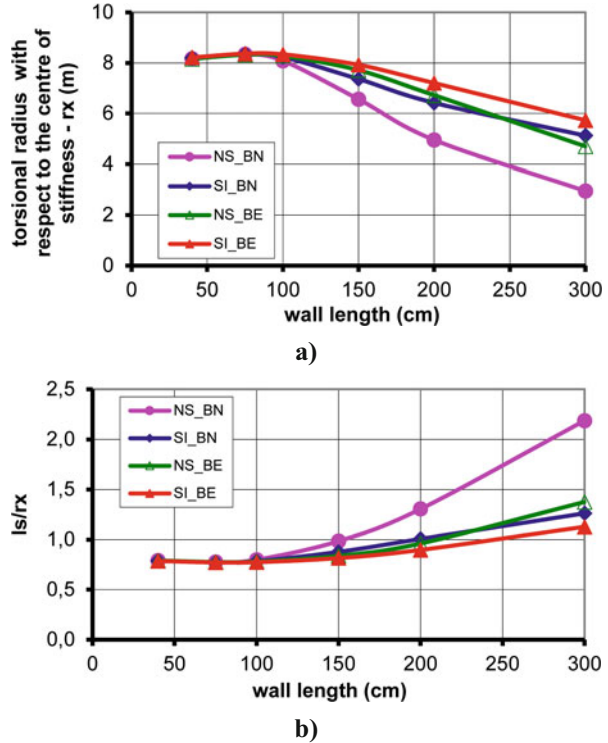 torsional radius with
respect to the centre of
stiffness - rx (m)
10
8
6
4
2
0
NS_BN
SI_BN
NS_BE
SI_BE
0 50 100 150 200 250 300
wall length (cm)
a)
ls/rx
2,5
2,0
1,5
1,0
0,5
0,0
NS_BN
SI_BN
NS_BE
SI_BE
0 50 100 150 200 250 300
wall length (cm)
b)